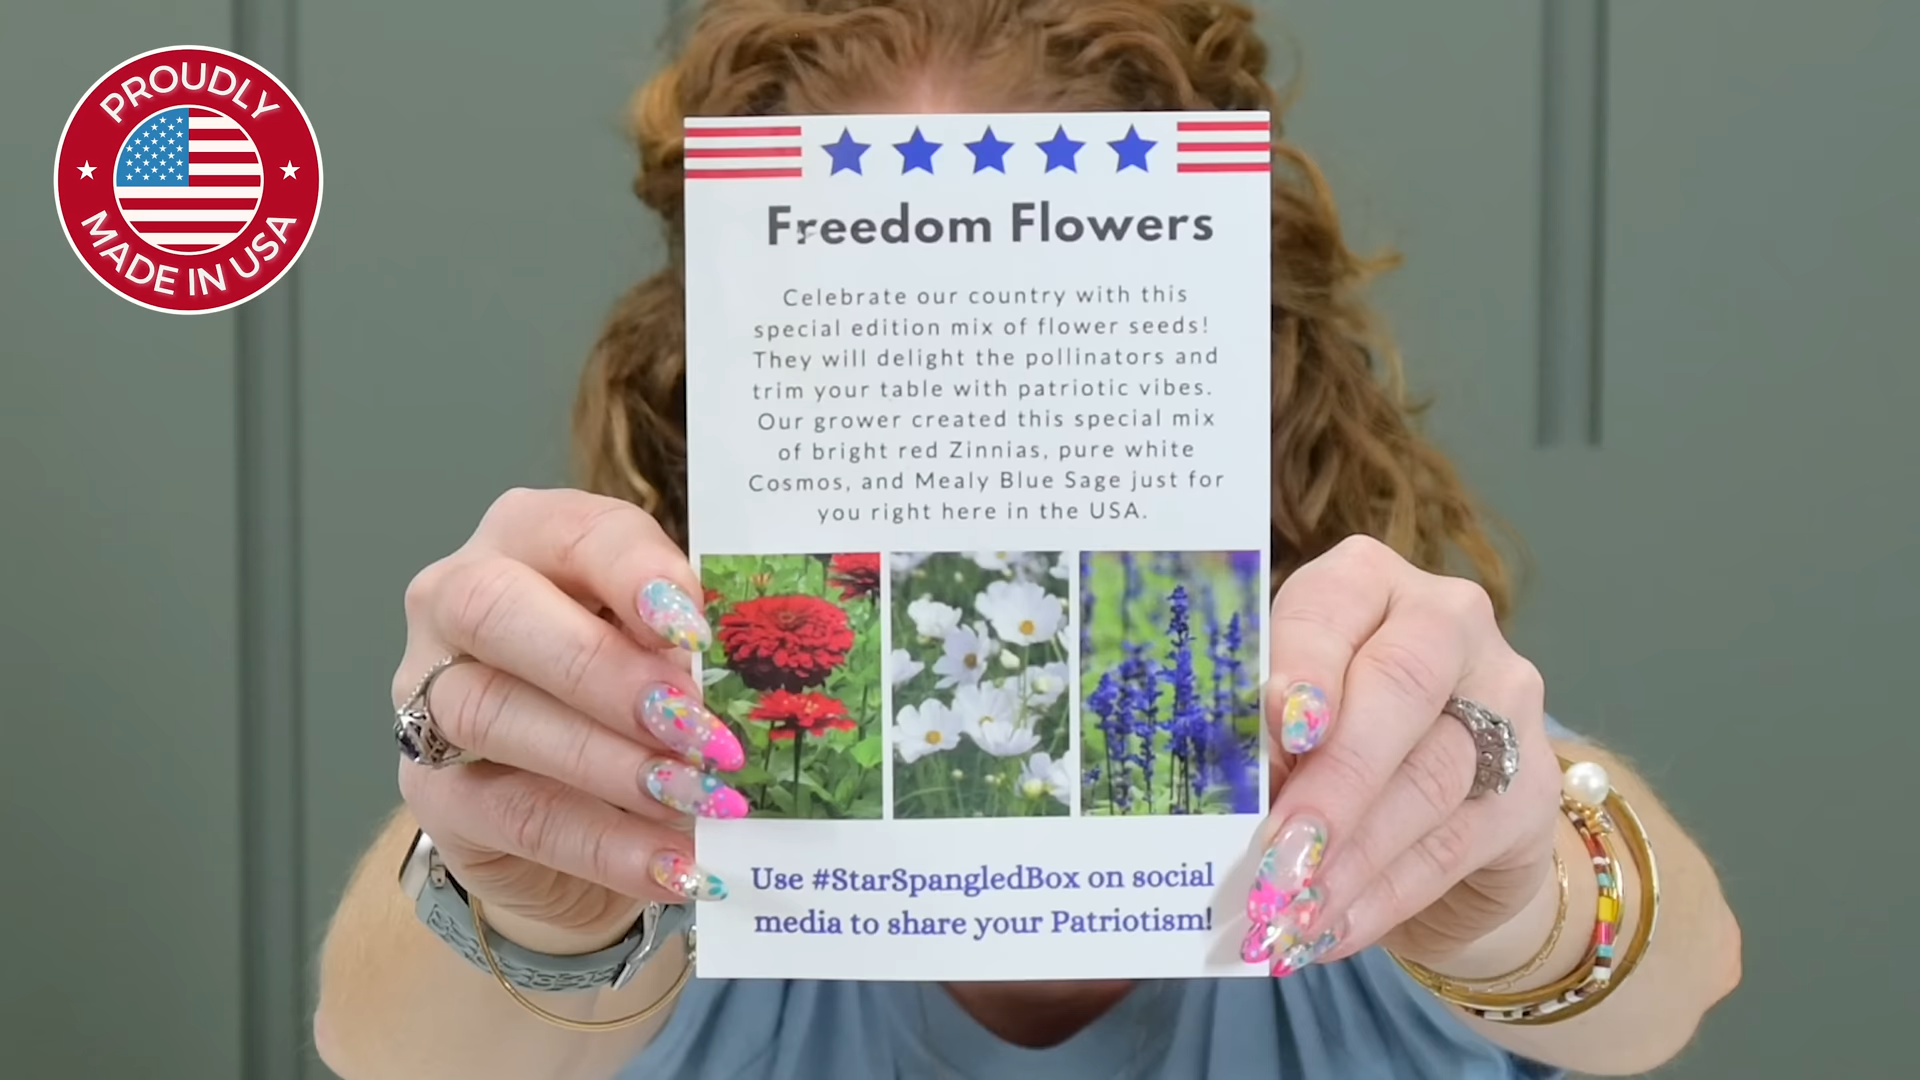 PROUDLY
MADE IN USA
Freedom Flowers
Celebrate our country with this
special edition mix of flower seeds!
They will delight the pollinators and
trim your table with patriotic vibes.
Our grower created this special mix
of bright red Zinnias, pure white
Cosmos, and Mealy Blue Sage just for
you right here in the USA.
Use #StarSpangledBox on social
media to share your Patriotism!